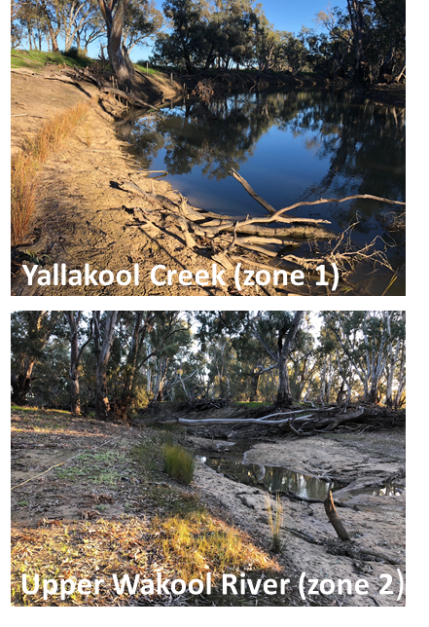 Yallakool Creek (zone 1)
Upper Wakool River (zone 2)